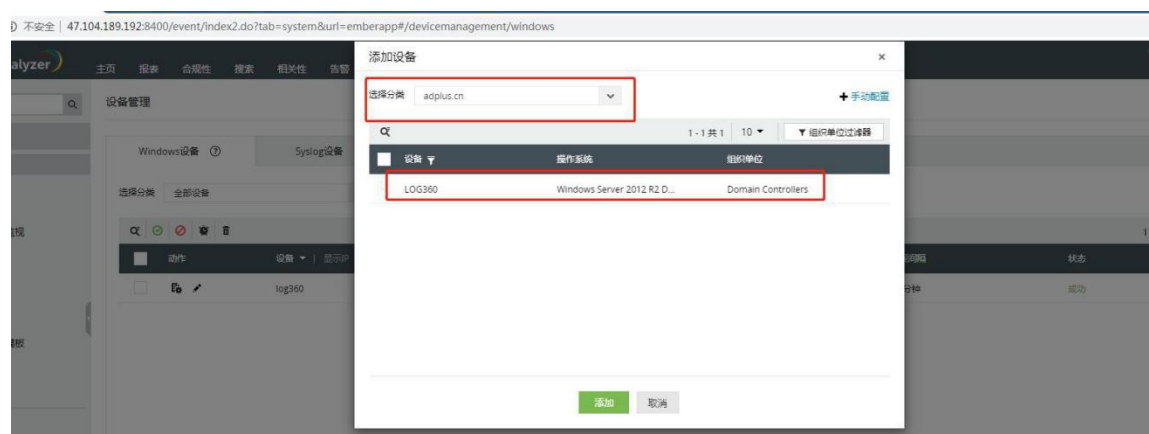 不安全 | 47.104.189.192:8400/event/index2.do?tab=system&url=emberapp#/devicemanagement/windows
alyzer 主页 报表 合规性 搜索 相关性 告警
添加设备 ×
设备管理
选择分类 adplus.cn + 手动配置
1 - 1 共 1 10 组织单位过滤器
Windows设备 ? Syslog设备
设备 操作系统 组织单位
选择分类 全部设备
LOG360 Windows Server 2012 R2 D... Domain Controllers
动作 设备 | 显示IP 状态
log360 分钟 成功
添加 取消